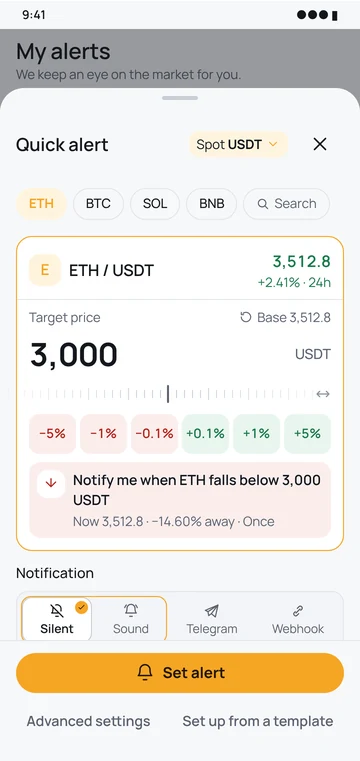 9:41
My alerts
We keep an eye on the market for you.
Quick alert
Spot USDT
ETH BTC SOL BNB Search
E ETH / USDT
3,512.8
+2.41% · 24h
Target price Base 3,512.8
3,000 USDT
−5% −1% −0.1% +0.1% +1% +5%
Notify me when ETH falls below 3,000
USDT
Now 3,512.8 · −14.60% away · Once
Notification
Silent Sound Telegram Webhook
Set alert
Advanced settings Set up from a template